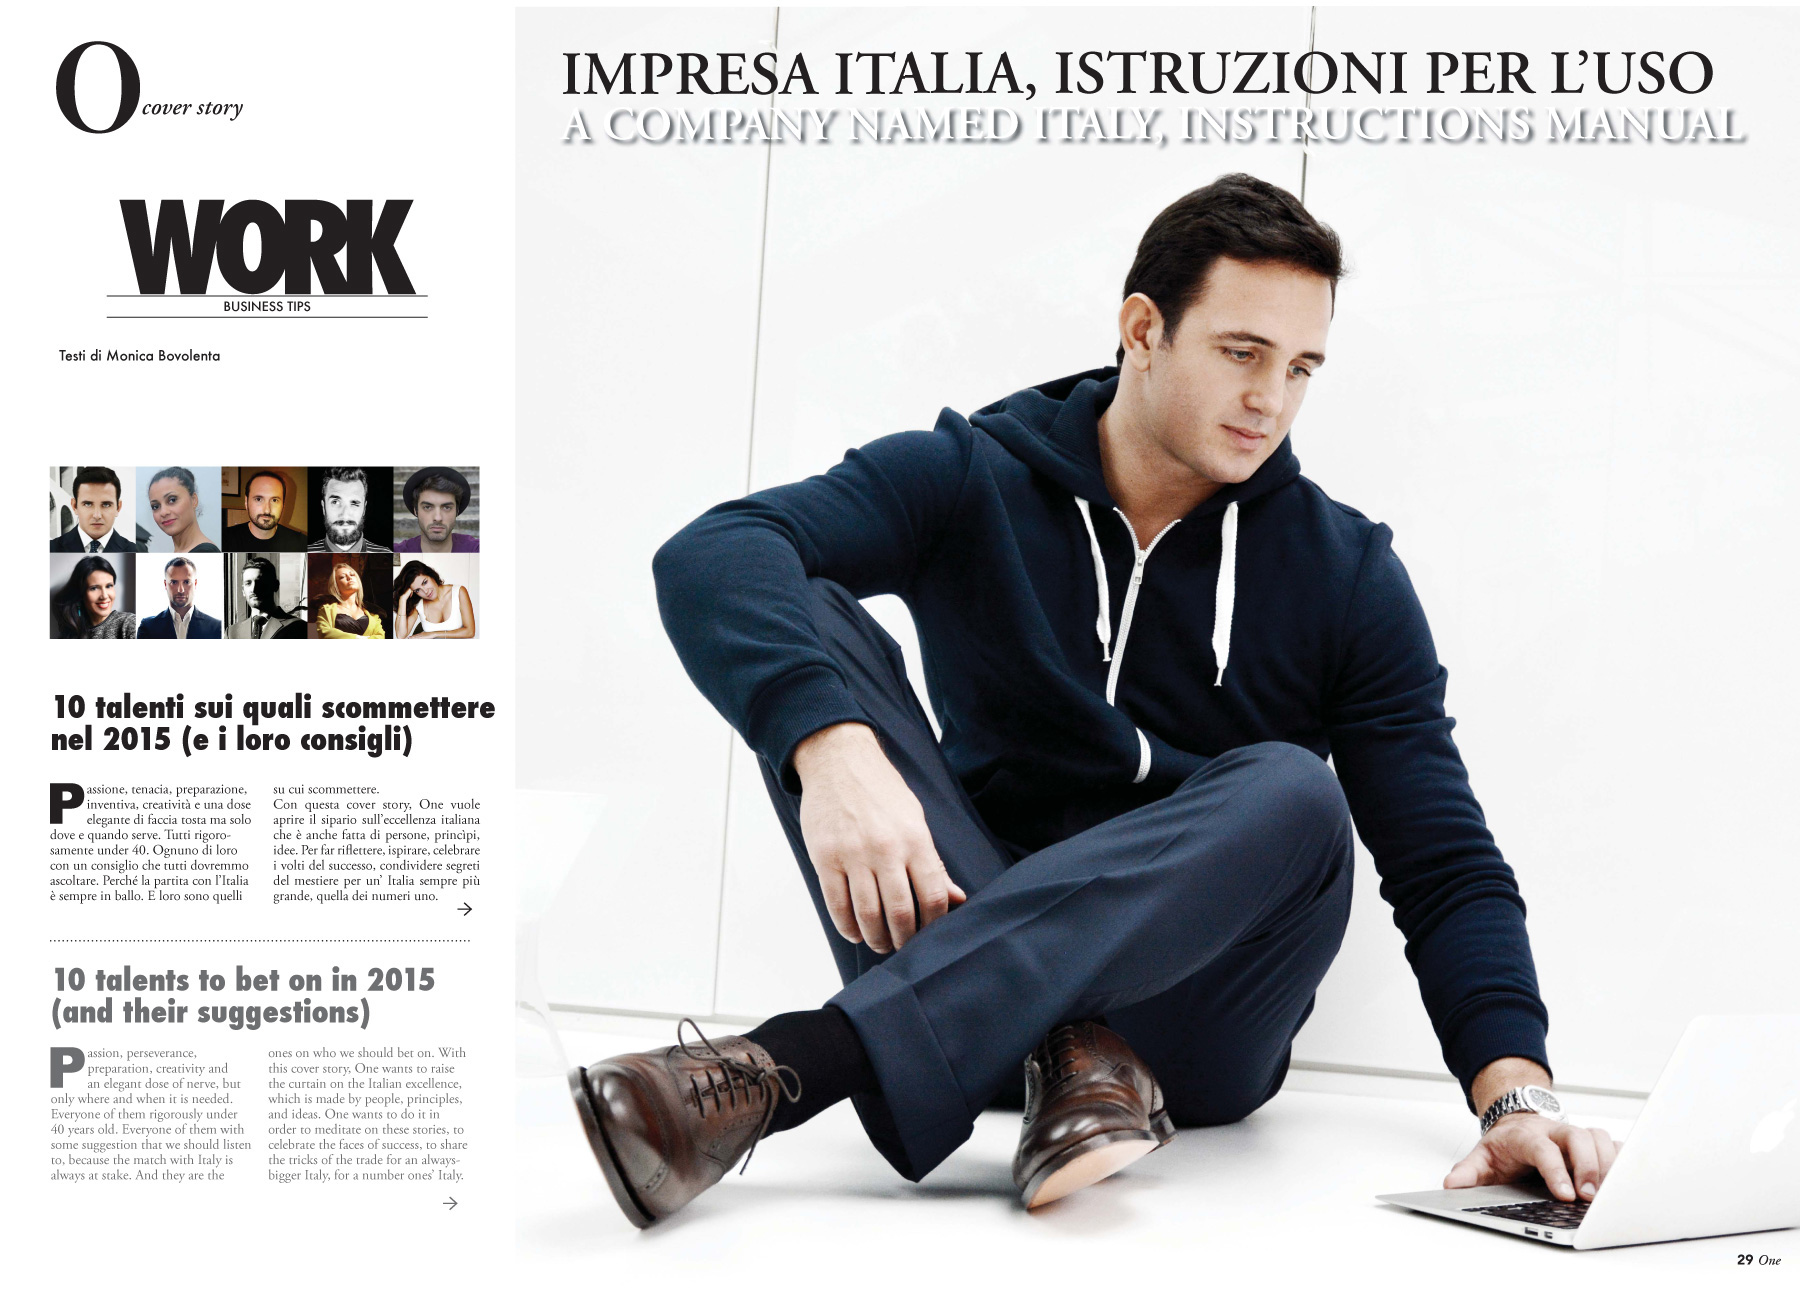 O cover story
WORK
BUSINESS TIPS
Testi di Monica Bovolenta
10 talenti sui quali scommettere
nel 2015 (e i loro consigli)
Passione, tenacia, preparazione,
inventiva, creatività e una dose
elegante di faccia tosta ma solo
dove e quando serve. Tutti rigoro-
samente under 40. Ognuno di loro
con un consiglio che tutti dovremmo
ascoltare. Perché la partita con l'Italia
è sempre in ballo. E loro sono quelli
su cui scommettere.
Con questa cover story, One vuole
aprire il sipario sull'eccellenza italiana
che è anche fatta di persone, princìpi,
idee. Per far riflettere, ispirare, celebrare
i volti del successo, condividere segreti
del mestiere per un' Italia sempre più
grande, quella dei numeri uno.
10 talents to bet on in 2015
(and their suggestions)
Passion, perseverance,
preparation, creativity and
an elegant dose of nerve, but
only where and when it is needed.
Everyone of them rigorously under
40 years old. Everyone of them with
some suggestion that we should listen
to, because the match with Italy is
always at stake. And they are the
ones on who we should bet on. With
this cover story, One wants to raise
the curtain on the Italian excellence,
which is made by people, principles,
and ideas. One wants to do it in
order to meditate on these stories, to
celebrate the faces of success, to share
the tricks of the trade for an always-
bigger Italy, for a number ones' Italy.
IMPRESA ITALIA, ISTRUZIONI PER L'USO
A COMPANY NAMED ITALY, INSTRUCTIONS MANUAL
29 One